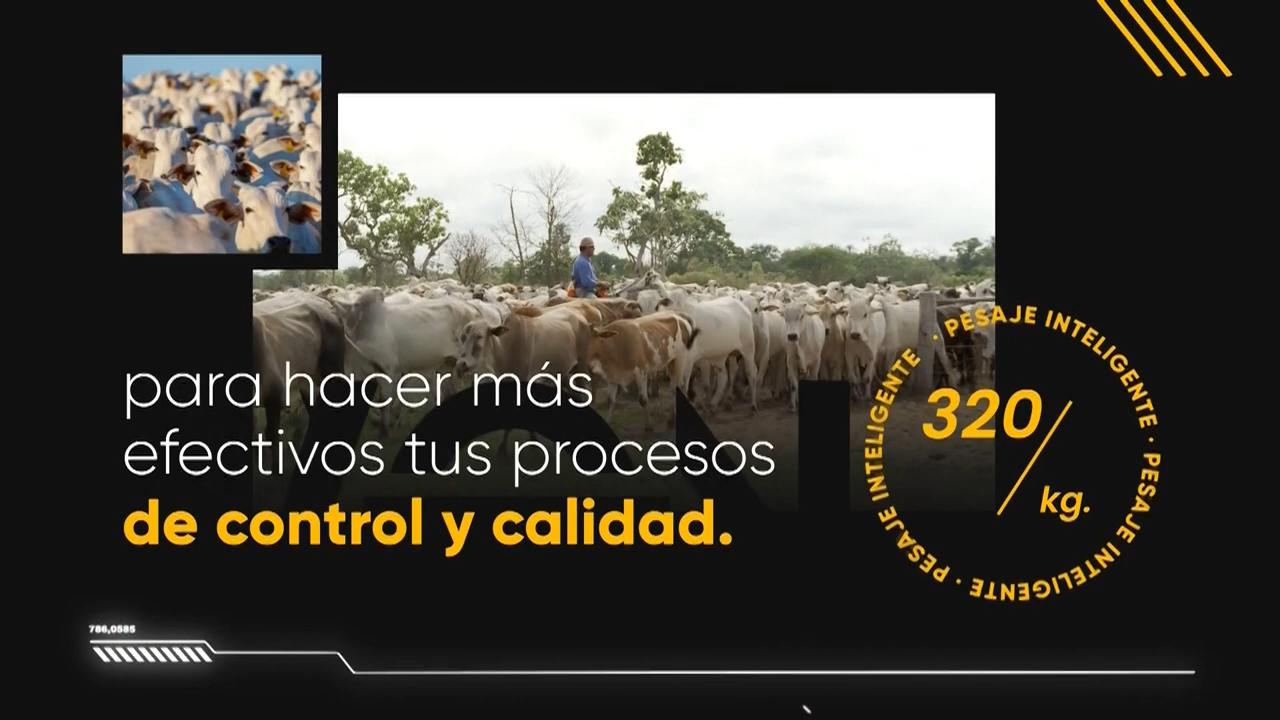 para hacer más
efectivos tus procesos
de control y calidad.
· PESAJE INTELIGENTE · PESAJE INTELIGENTE · PESAJE INTELIGENTE
320
kg.
786,0585